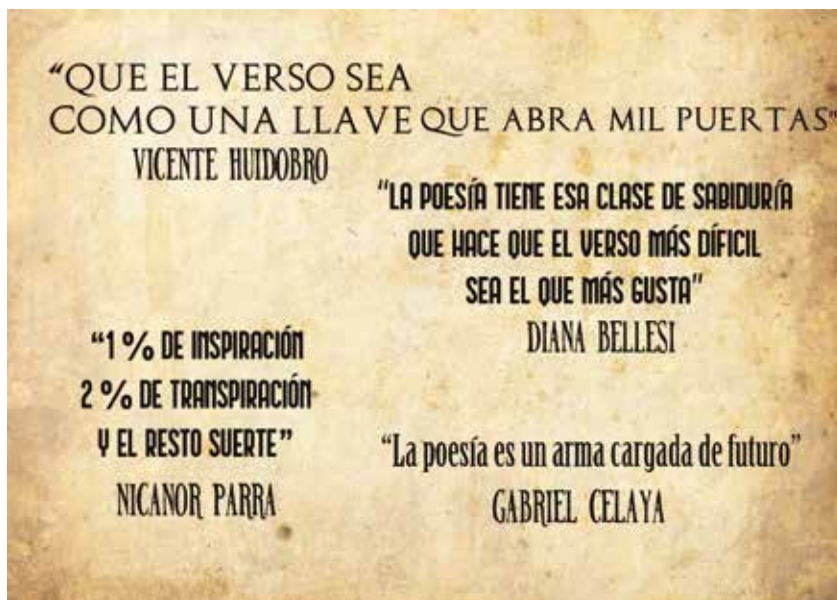 “QUE EL VERSO SEA
COMO UNA LLAVE QUE ABRA MIL PUERTAS"
VICENTE HUIDOBRO
“LA POESÍA TIENE ESA CLASE DE SABIDURÍA
QUE HACE QUE EL VERSO MÁS DÍFICIL
SEA EL QUE MÁS GUSTA”
DIANA BELLESI
“1 % DE INSPIRACIÓN
2 % DE TRANSPIRACIÓN
Y EL RESTO SUERTE”
NICANOR PARRA
“La poesía es un arma cargada de futuro”
GABRIEL CELAYA